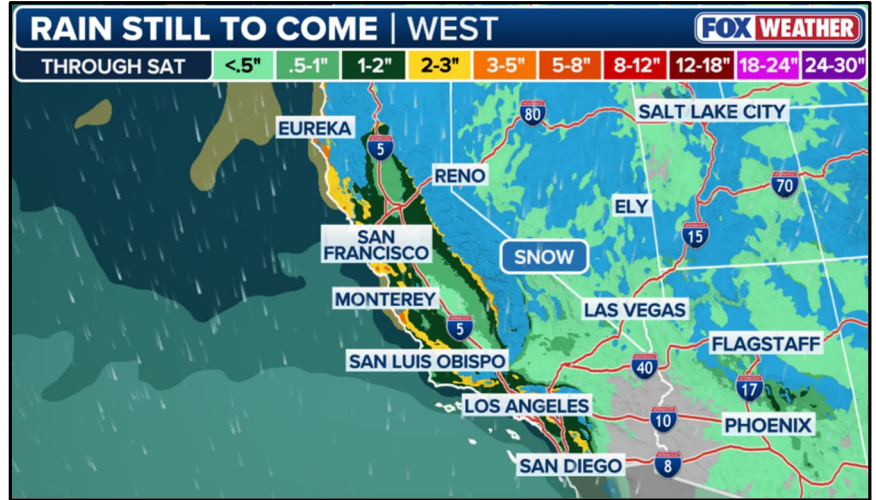 RAIN STILL TO COME | WEST
FOX WEATHER
THROUGH SAT
<.5" .5-1" 1-2" 2-3" 3-5" 5-8" 8-12" 12-18" 18-24" 24-30"
EUREKA
80
SALT LAKE CITY
5
RENO
70
ELY
15
SAN
FRANCISCO
SNOW
MONTEREY
LAS VEGAS
5
SAN LUIS OBISPO
FLAGSTAFF
40
17
LOS ANGELES
10
PHOENIX
SAN DIEGO
8